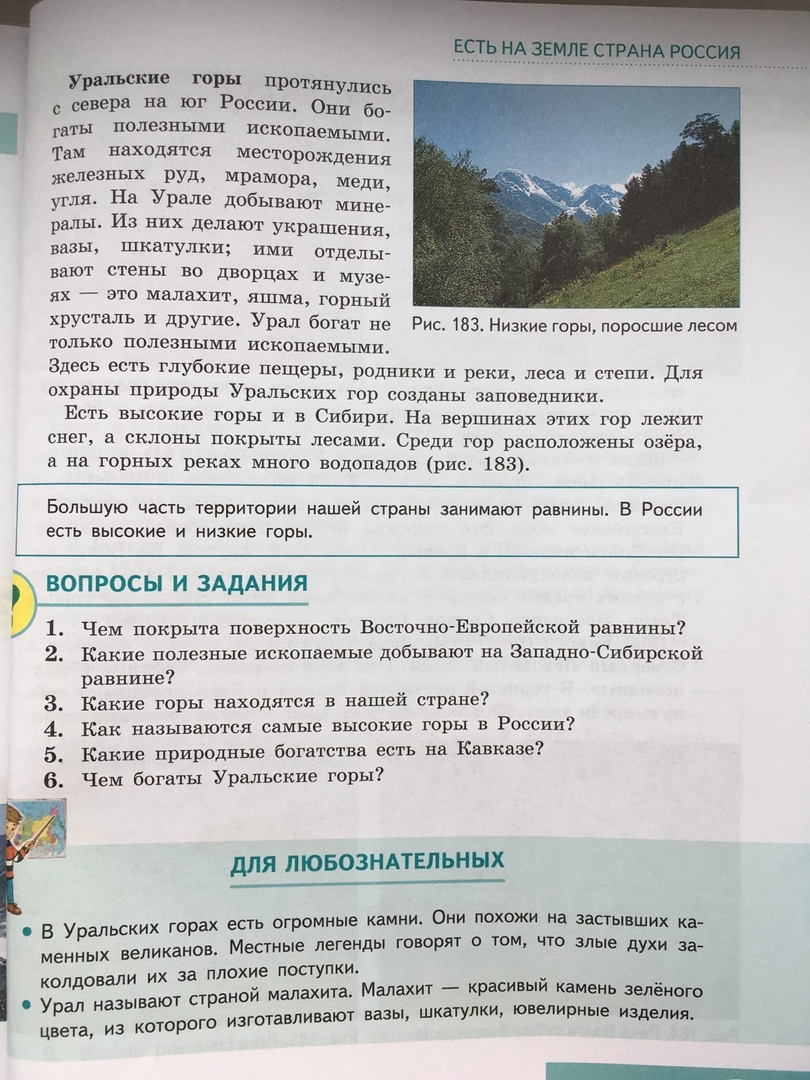 ЕСТЬ НА ЗЕМЛЕ СТРАНА РОССИЯ
Уральские горы протянулись
с севера на юг России. Они бо-
гаты полезными ископаемыми.
Там находятся месторождения
железных руд, мрамора, меди,
угля. На Урале добывают мине-
ралы. Из них делают украшения,
вазы, шкатулки; ими отделы-
вают стены во дворцах и музе-
ях — это малахит, яшма, горный
хрусталь и другие. Урал богат не
только полезными ископаемыми.
Рис. 183. Низкие горы, поросшие лесом
Здесь есть глубокие пещеры, родники и реки, леса и степи. Для
охраны природы Уральских гор созданы заповедники.
Есть высокие горы и в Сибири. На вершинах этих гор лежит
снег, а склоны покрыты лесами. Среди гор расположены озёра,
а на горных реках много водопадов (рис. 183).
Большую часть территории нашей страны занимают равнины. В России
есть высокие и низкие горы.
?
ВОПРОСЫ И ЗАДАНИЯ
1. Чем покрыта поверхность Восточно-Европейской равнины?
2. Какие полезные ископаемые добывают на Западно-Сибирской
равнине?
3. Какие горы находятся в нашей стране?
4. Как называются самые высокие горы в России?
5. Какие природные богатства есть на Кавказе?
6. Чем богаты Уральские горы?
ДЛЯ ЛЮБОЗНАТЕЛЬНЫХ
• В Уральских горах есть огромные камни. Они похожи на застывших ка-
менных великанов. Местные легенды говорят о том, что злые духи за-
колдовали их за плохие поступки.
• Урал называют страной малахита. Малахит — красивый камень зелёного
цвета, из которого изготавливают вазы, шкатулки, ювелирные изделия.